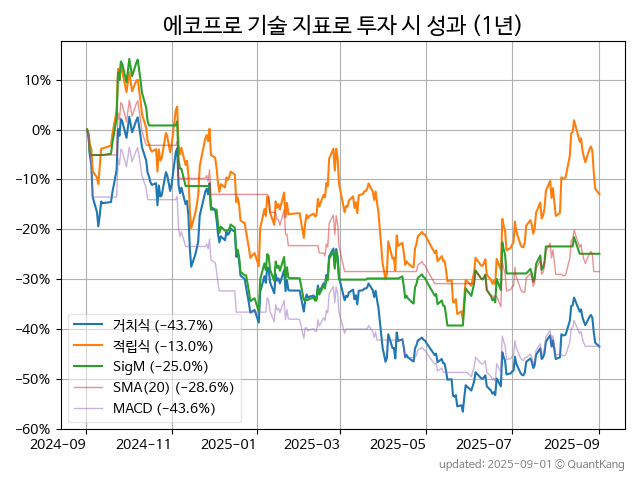 에코프로 기술 지표로 투자 시 성과 (1년)
10%
0%
−10%
−20%
−30%
−40%
−50%
−60%
거치식 (−43.7%)
적립식 (−13.0%)
SigM (−25.0%)
SMA(20) (−28.6%)
MACD (−43.6%)
2024-09 2024-11 2025-01 2025-03 2025-05 2025-07 2025-09
updated: 2025-09-01 © QuantKang